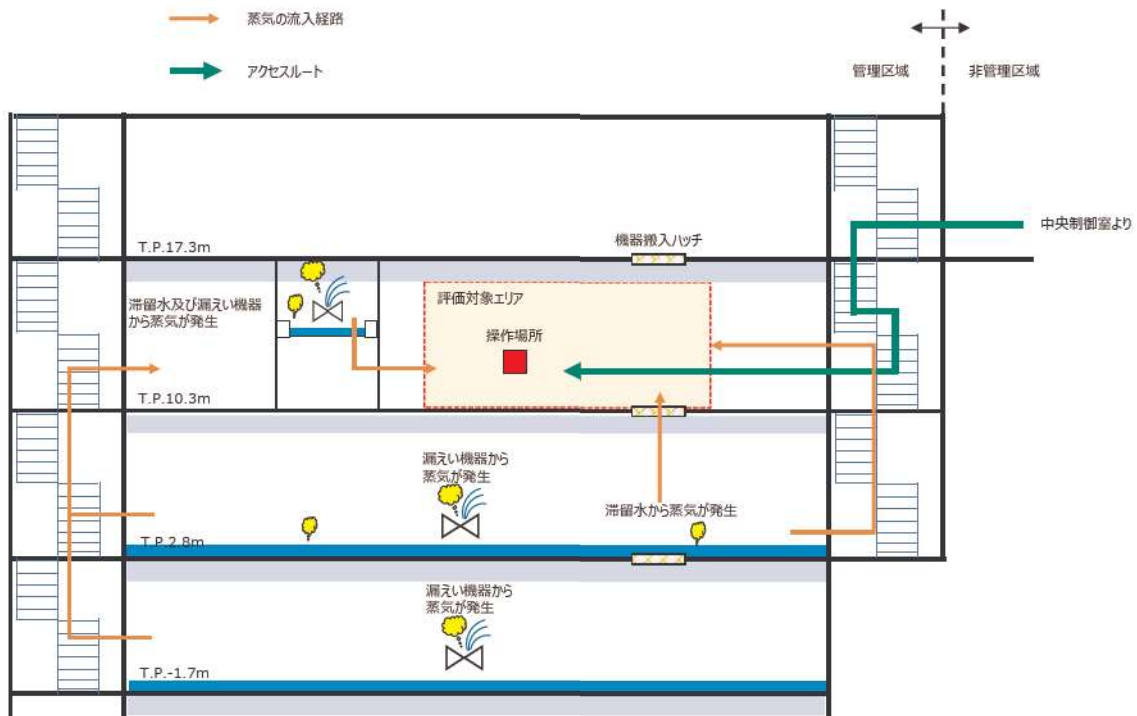 蒸気の流入経路
アクセスルート
管理区域
非管理区域
中央制御室より
T.P.17.3m
機器搬入ハッチ
滞留水及び漏えい機器
から蒸気が発生
評価対象エリア
操作場所
T.P.10.3m
漏えい機器から
蒸気が発生
滞留水から蒸気が発生
T.P.2.8m
漏えい機器から
蒸気が発生
T.P.-1.7m